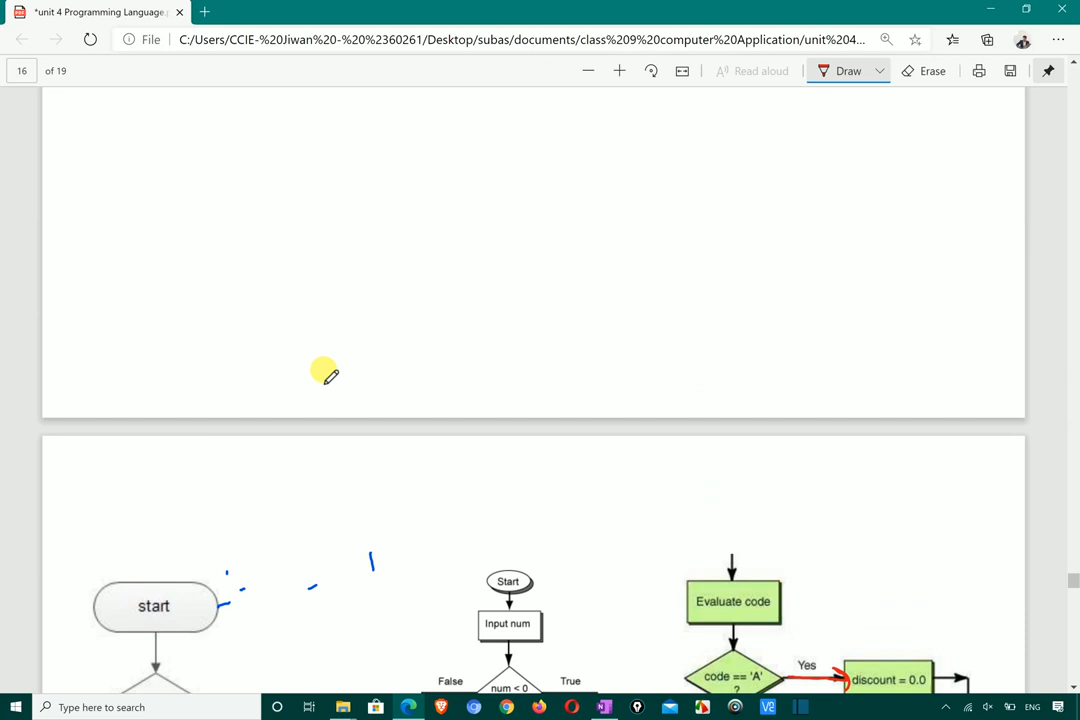 *unit 4 Programming Language.
File
C:/Users/CCIE-%20Jiwan%20-%20%2360261/Desktop/subas/documents/class%209%20computer%20Application/unit%204...
16 of 19
Read aloud
Draw
Erase
Start
start
Input num
False
True
num < 0
Evaluate code
code == 'A'
?
Yes
discount = 0.0
Type here to search
ENG